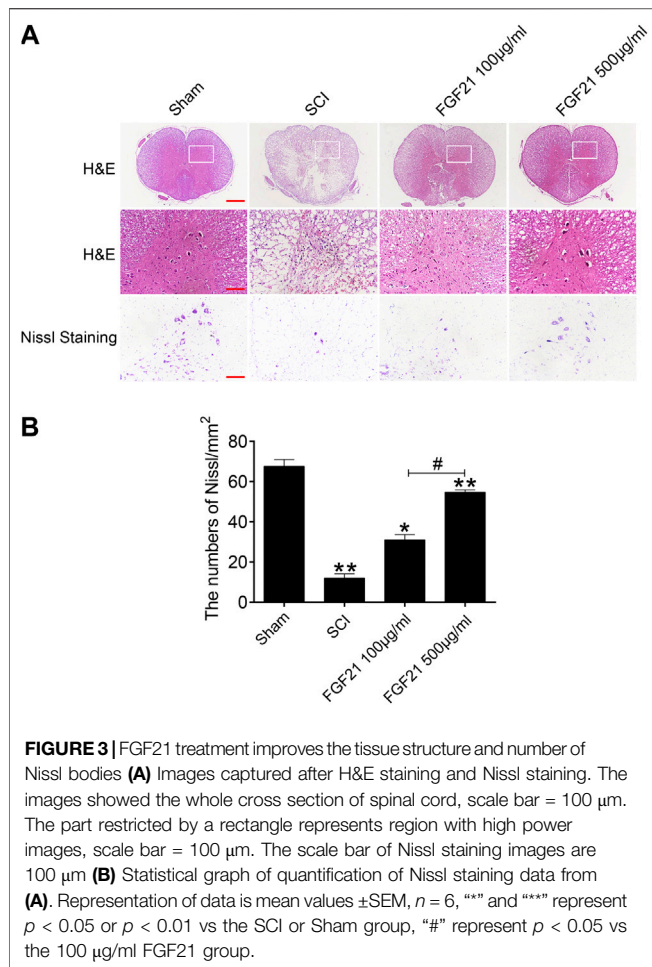 A
Sham
SCI
FGF21 100μg/ml
FGF21 500μg/ml
H&E
H&E
Nissl Staining
B
The numbers of Nissl/mm2
80
60
40
20
0
**
*
#
**
Sham
SCI
FGF21 100μg/ml
FGF21 500μg/ml
FIGURE 3 | FGF21 treatment improves the tissue structure and number of
Nissl bodies (A) Images captured after H&E staining and Nissl staining. The
images showed the whole cross section of spinal cord, scale bar = 100 μm.
The part restricted by a rectangle represents region with high power
images, scale bar = 100 μm. The scale bar of Nissl staining images are
100 μm (B) Statistical graph of quantification of Nissl staining data from
(A). Representation of data is mean values ±SEM, n = 6, “*” and “**” represent
p < 0.05 or p < 0.01 vs the SCI or Sham group, “#” represent p < 0.05 vs
the 100 μg/ml FGF21 group.